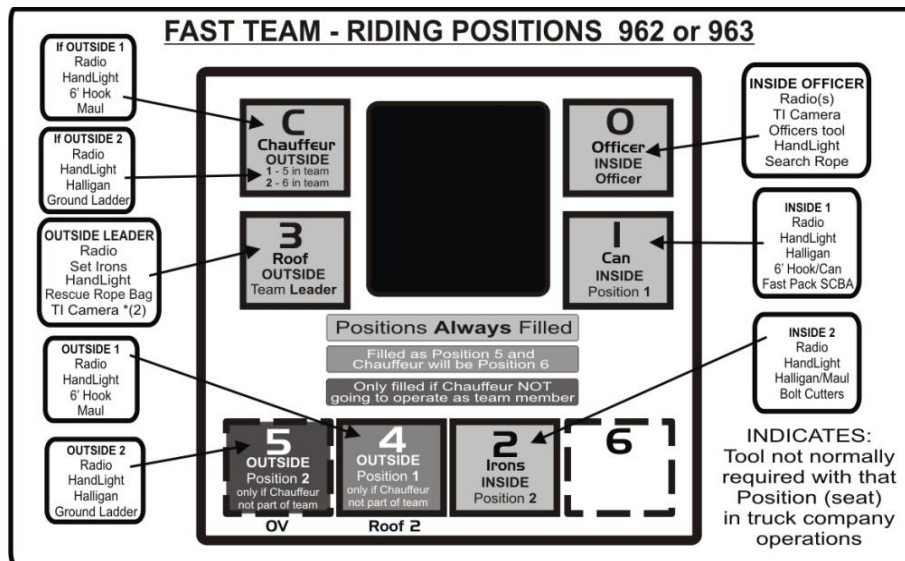 FAST TEAM - RIDING POSITIONS 962 or 963
If OUTSIDE 1
Radio
HandLight
6' Hook
Maul
If OUTSIDE 2
Radio
HandLight
Halligan
Ground Ladder
OUTSIDE LEADER
Radio
Set Irons
HandLight
Rescue Rope Bag
TI Camera *(2)
OUTSIDE 1
Radio
HandLight
6' Hook
Maul
OUTSIDE 2
Radio
HandLight
Halligan
Ground Ladder
C
Chauffeur
OUTSIDE
1 - 5 in team
2 - 6 in team
3
Roof
OUTSIDE
Team Leader
O
Officer
INSIDE
Officer
1
Can
INSIDE
Position 1
Positions Always Filled
Filled as Position 5 and
Chauffeur will be Position 6
Only filled if Chauffeur NOT
going to operate as team member
5
OUTSIDE
Position 2
only if Chauffeur
not part of team
OV
4
OUTSIDE
Position 1
only if Chauffeur
not part of team
Roof 2
2
Irons
INSIDE
Position 2
6
INSIDE OFFICER
Radio(s)
TI Camera
Officers tool
HandLight
Search Rope
INSIDE 1
Radio
HandLight
Halligan
6' Hook/Can
Fast Pack SCBA
INSIDE 2
Radio
HandLight
Halligan/Maul
Bolt Cutters
INDICATES:
Tool not normally
required with that
Position (seat)
in truck company
operations